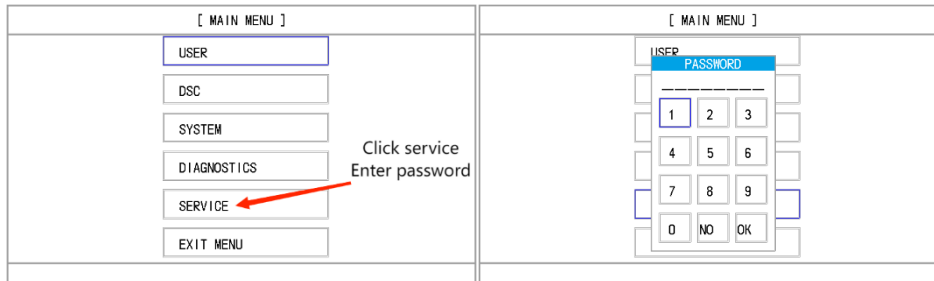 [ MAIN MENU ]
USER
DSC
SYSTEM
DIAGNOSTICS
SERVICE
EXIT MENU
Click service
Enter password
[ MAIN MENU ]
USER
PASSWORD
--------
1 2 3
4 5 6
7 8 9
0 NO OK